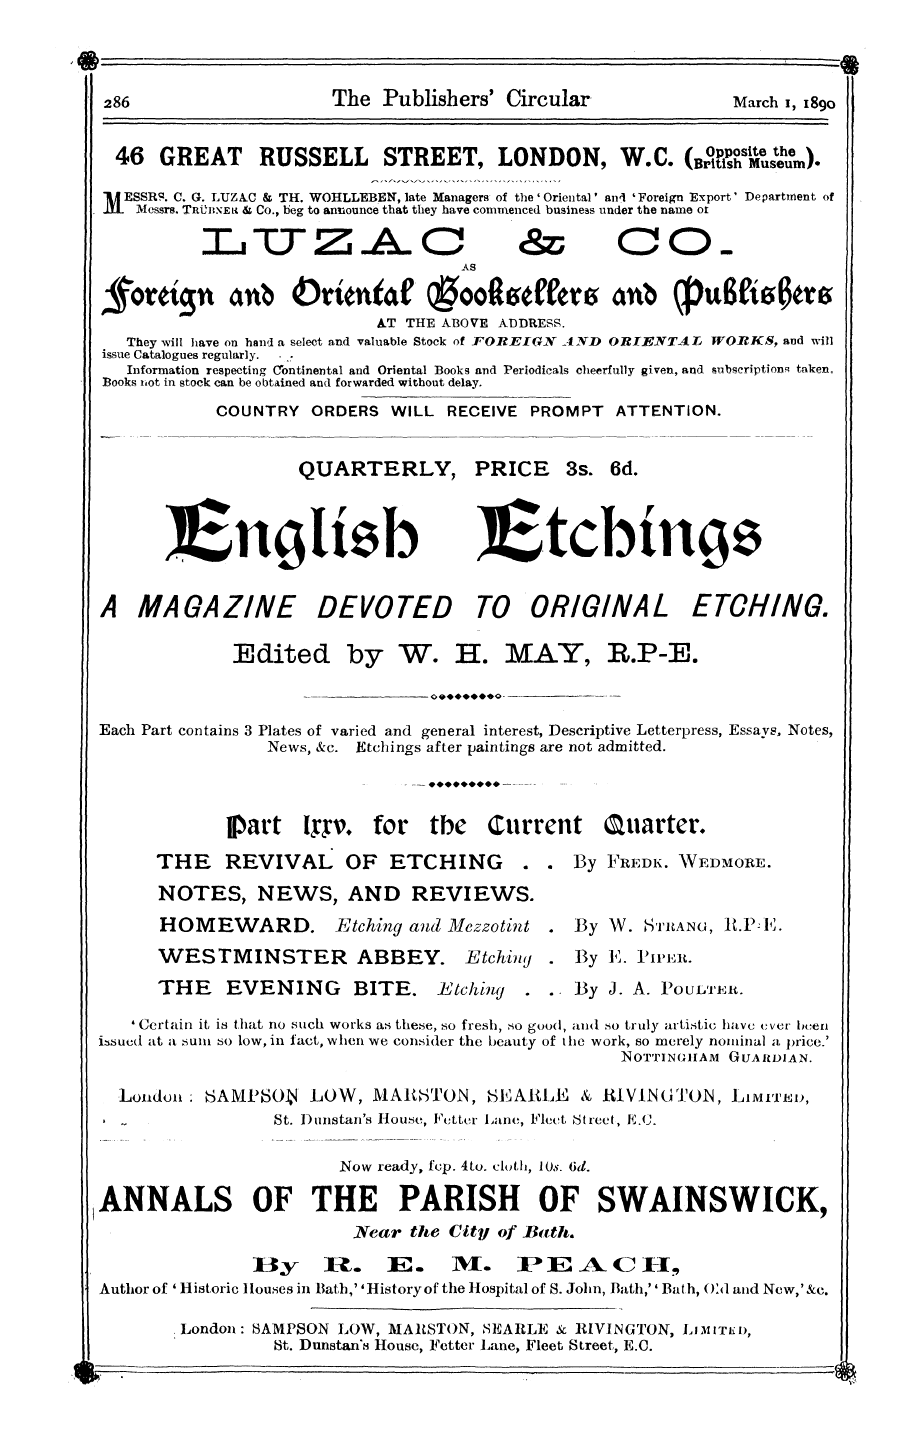 286 The Publishers' Circular March 1, 1890
46 GREAT RUSSELL STREET, LONDON, W.C. (Opposite the British Museum).
MESSRS. C. G. LUZAC & TH. WOHLLEBEN, late Managers of the 'Oriental' and 'Foreign Export' Department of
Messrs. TRÜBNER & Co., beg to announce that they have commenced business under the name of
LUZAC & CO.
AS
Foreign and Oriental Booksellers and Publishers
AT THE ABOVE ADDRESS.
They will have on hand a select and valuable Stock of FOREIGN AND ORIENTAL WORKS, and will
issue Catalogues regularly.
Information respecting Continental and Oriental Books and Periodicals cheerfully given, and subscriptions taken.
Books not in stock can be obtained and forwarded without delay.
COUNTRY ORDERS WILL RECEIVE PROMPT ATTENTION.
QUARTERLY, PRICE 3s. 6d.
English Etchings
A MAGAZINE DEVOTED TO ORIGINAL ETCHING.
Edited by W. H. MAY, R.P-E.
Each Part contains 3 Plates of varied and general interest, Descriptive Letterpress, Essays, Notes,
News, &c. Etchings after paintings are not admitted.
Part lxxv. for the Current Quarter.
THE REVIVAL OF ETCHING . . By FREDK. WEDMORE.
NOTES, NEWS, AND REVIEWS.
HOMEWARD. Etching and Mezzotint . By W. STRANG, R.P-E.
WESTMINSTER ABBEY. Etching . By E. PIPER.
THE EVENING BITE. Etching . . By J. A. POULTER.
'Certain it is that no such works as these, so fresh, so good, and so truly artistic have ever been
issued at a sum so low, in fact, when we consider the beauty of the work, so merely nominal a price.'
NOTTINGHAM GUARDIAN.
London: SAMPSON LOW, MARSTON, SEARLE & RIVINGTON, LIMITED,
St. Dunstan's House, Fetter Lane, Fleet Street, E.C.
Now ready, fcp. 4to. cloth, 10s. 6d.
ANNALS OF THE PARISH OF SWAINSWICK,
Near the City of Bath.
By R. E. M. PEACH,
Author of 'Historic Houses in Bath,' 'History of the Hospital of S. John, Bath,' 'Bath, Old and New,' &c.
London: SAMPSON LOW, MARSTON, SEARLE & RIVINGTON, LIMITED,
St. Dunstan's House, Fetter Lane, Fleet Street, E.C.